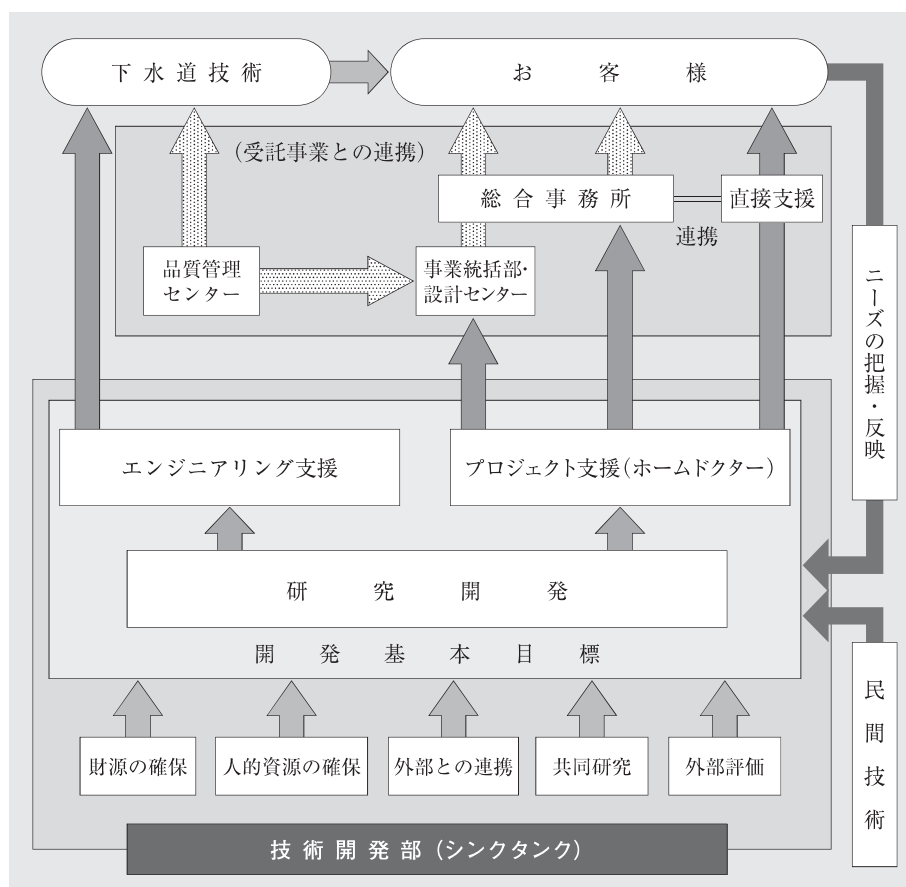 下水道技術
お客様
(受託事業との連携)
総合事務所
直接支援
連携
品質管理
センター
事業統括部・
設計センター
ニーズの把握・反映
エンジニアリング支援
プロジェクト支援(ホームドクター)
研究開発
開発基本目標
民間技術
財源の確保
人的資源の確保
外部との連携
共同研究
外部評価
技術開発部(シンクタンク)